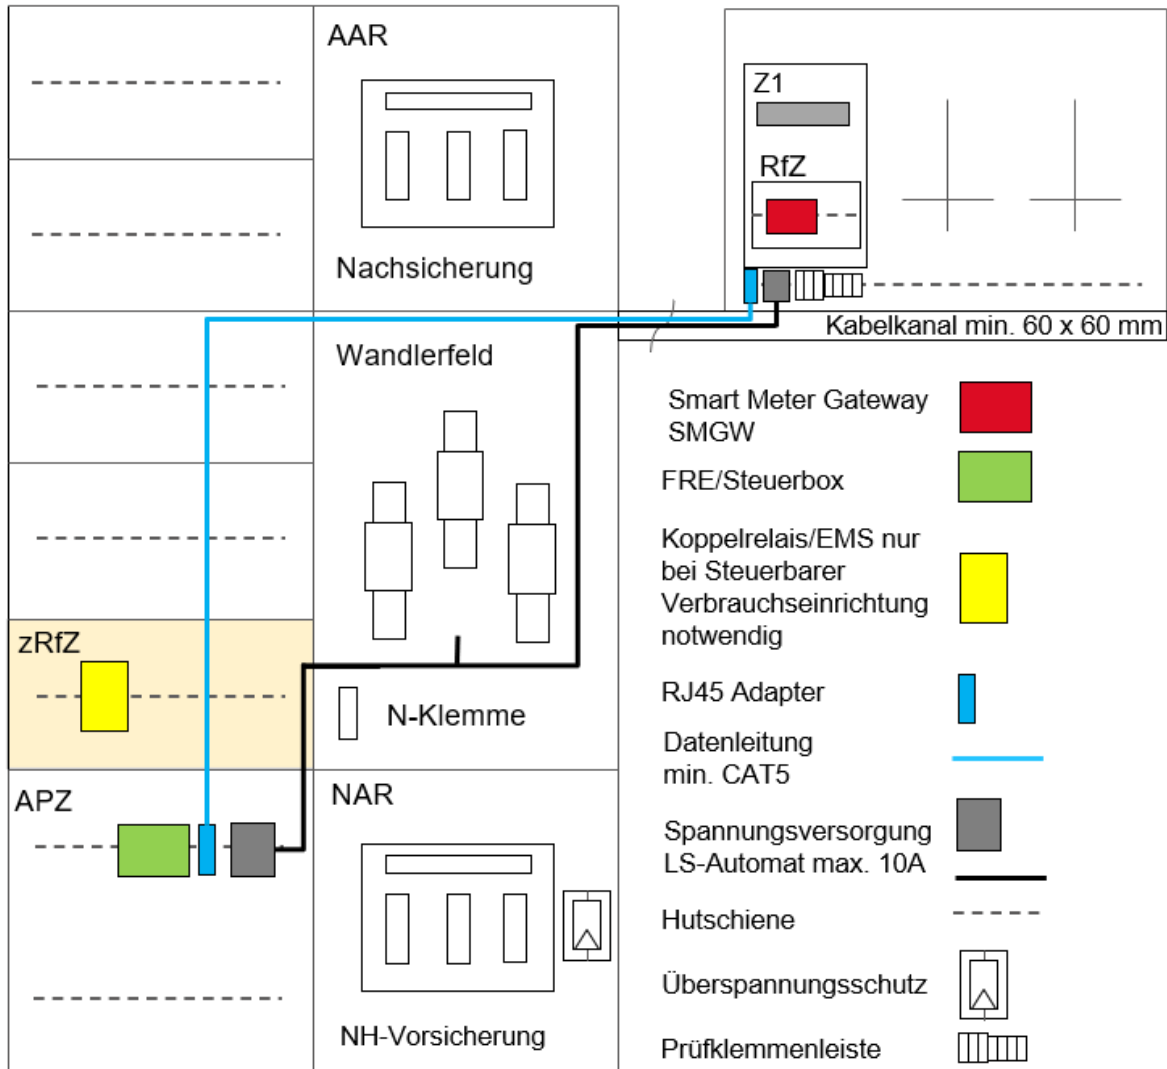 AAR
Nachsicherung
Z1
RfZ
Kabelkanal min. 60 x 60 mm
Wandlerfeld
zRfZ
N-Klemme
APZ
NAR
NH-Vorsicherung
Smart Meter Gateway
SMGW
FRE/Steuerbox
Koppelrelais/EMS nur
bei Steuerbarer
Verbrauchseinrichtung
notwendig
RJ45 Adapter
Datenleitung
min. CAT5
Spannungsversorgung
LS-Automat max. 10A
Hutschiene
Überspannungsschutz
Prüfklemmenleiste